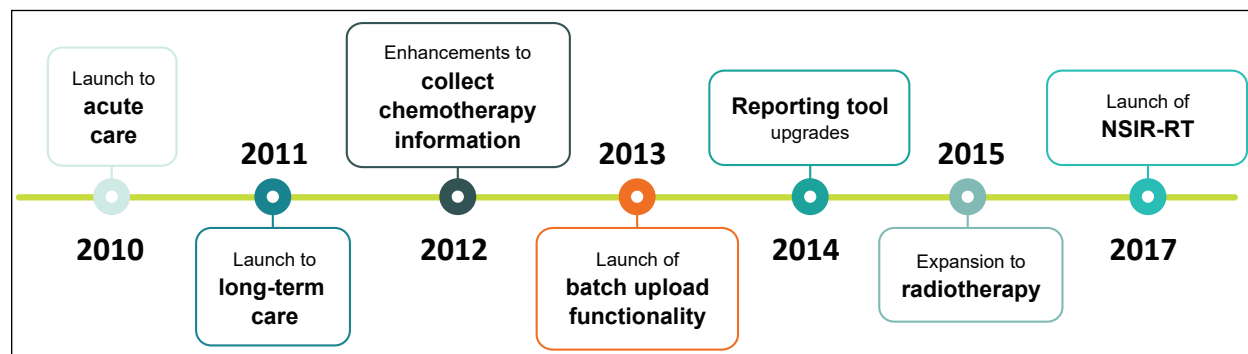 Launch to
acute
care
2010
2011
Launch to
long-term
care
Enhancements to
collect
chemotherapy
information
2012
2013
Launch of
batch upload
functionality
Reporting tool
upgrades
2014
2015
Expansion to
radiotherapy
Launch of
NSIR-RT
2017